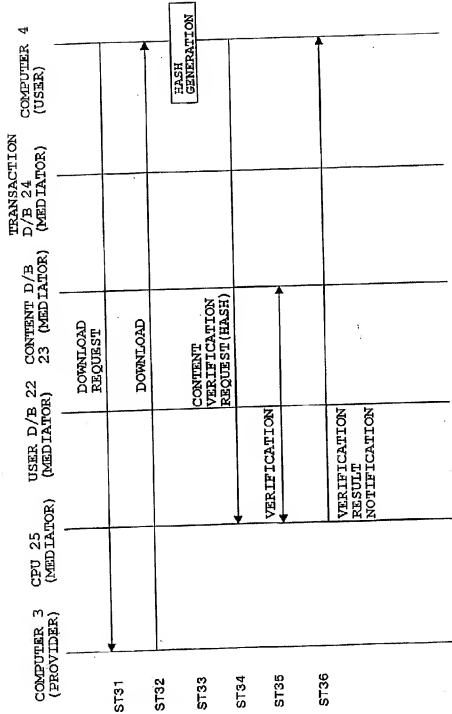 COMPUTER 3
(PROVIDER)
CPU 25
(MEDIATOR)
USER D/B 22
(MEDIATOR)
CONTENT D/B
23 (MEDIATOR)
TRANSACTION
D/B 24
(MEDIATOR)
COMPUTER 4
(USER)
ST31
DOWNLOAD
REQUEST
ST32
DOWNLOAD
ST33
HASH
GENERATION
ST34
CONTENT
VERIFICATION
REQUEST(HASH)
ST35
VERIFICATION
ST36
VERIFICATION
RESULT
NOTIFICATION